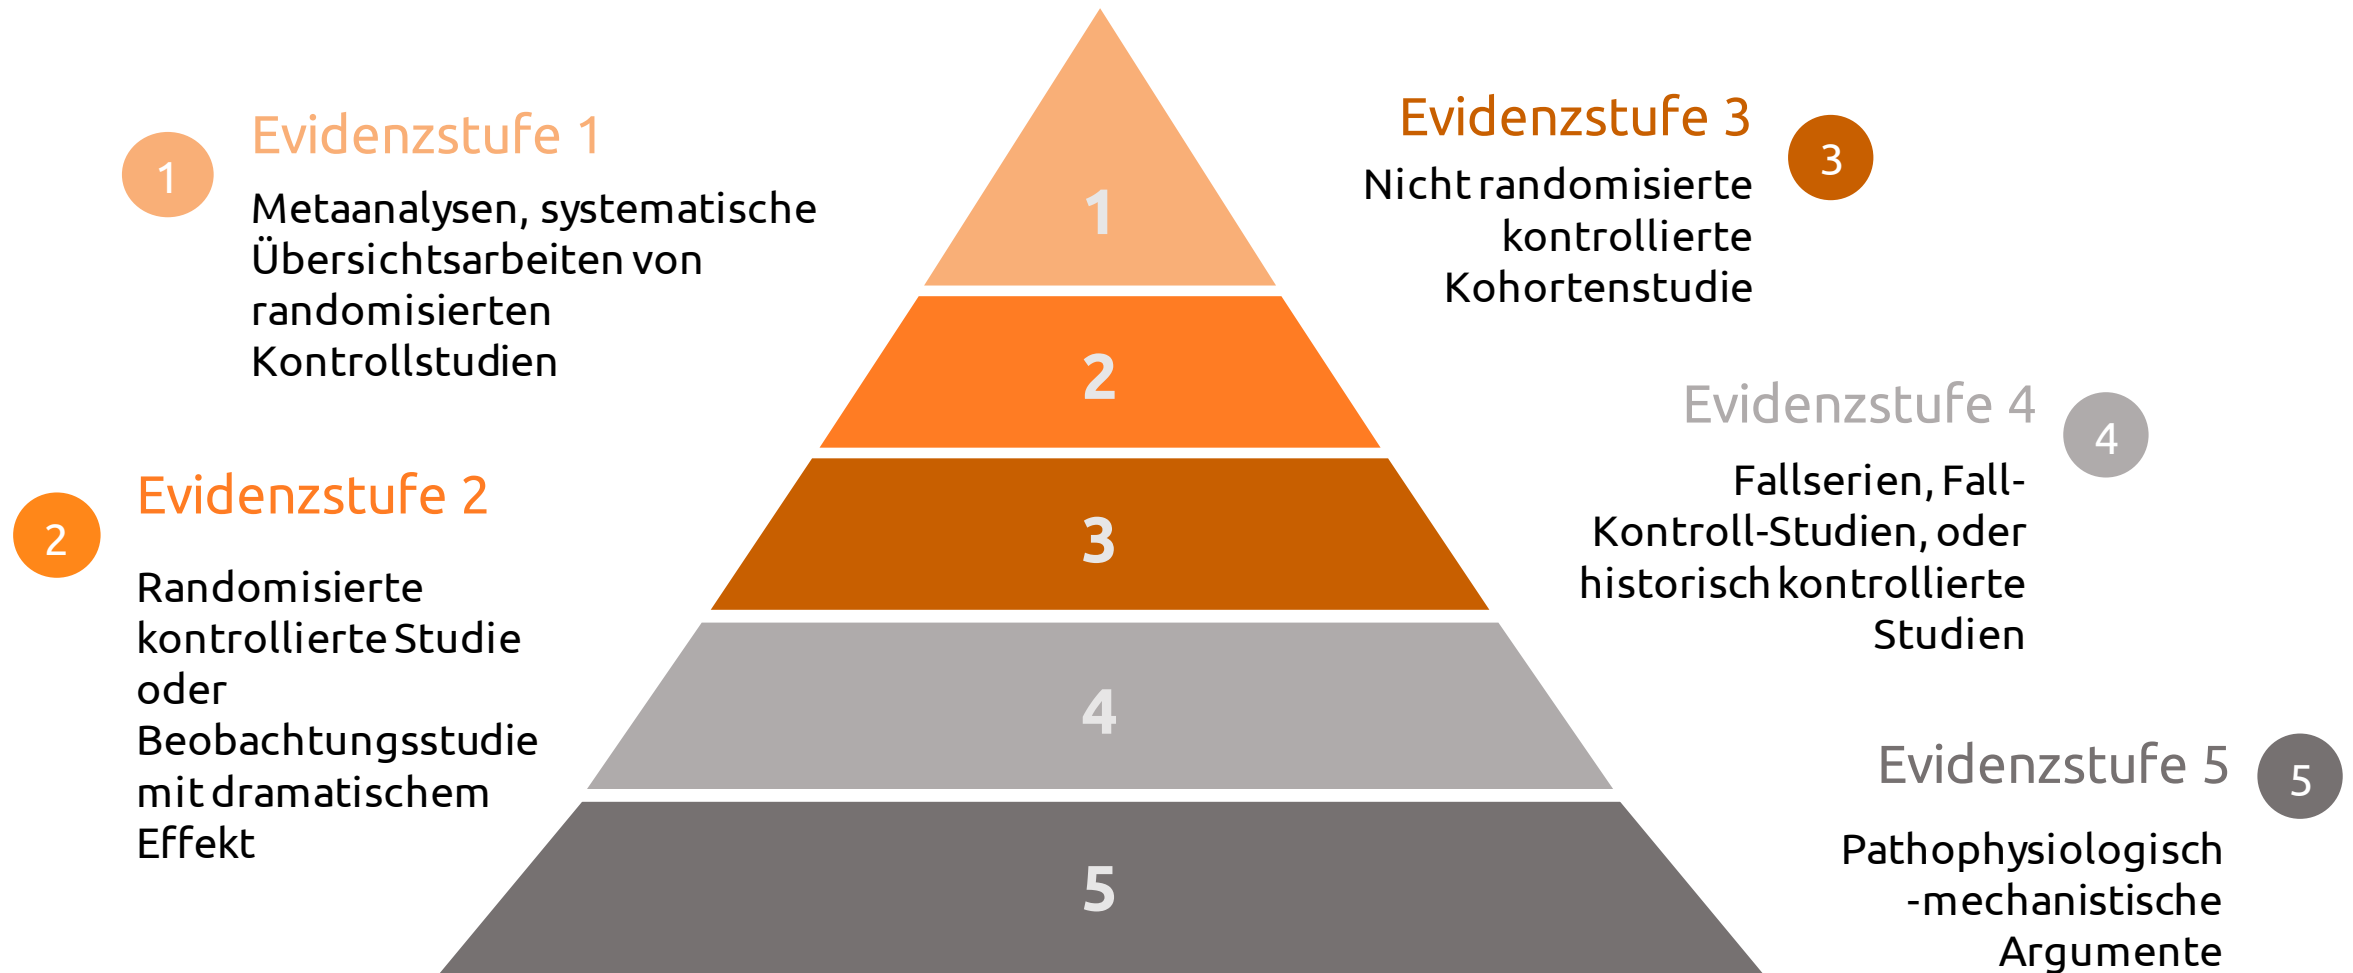 1
Evidenzstufe 1
Metaanalysen, systematische
Übersichtsarbeiten von
randomisierten
Kontrollstudien
2
Evidenzstufe 2
Randomisierte
kontrollierte Studie
oder
Beobachtungsstudie
mit dramatischem
Effekt
1
2
3
4
5
Evidenzstufe 3
3
Nicht randomisierte
kontrollierte
Kohortenstudie
Evidenzstufe 4
4
Fallserien, Fall-
Kontroll-Studien, oder
historisch kontrollierte
Studien
Evidenzstufe 5
5
Pathophysiologisch
-mechanistische
Argumente